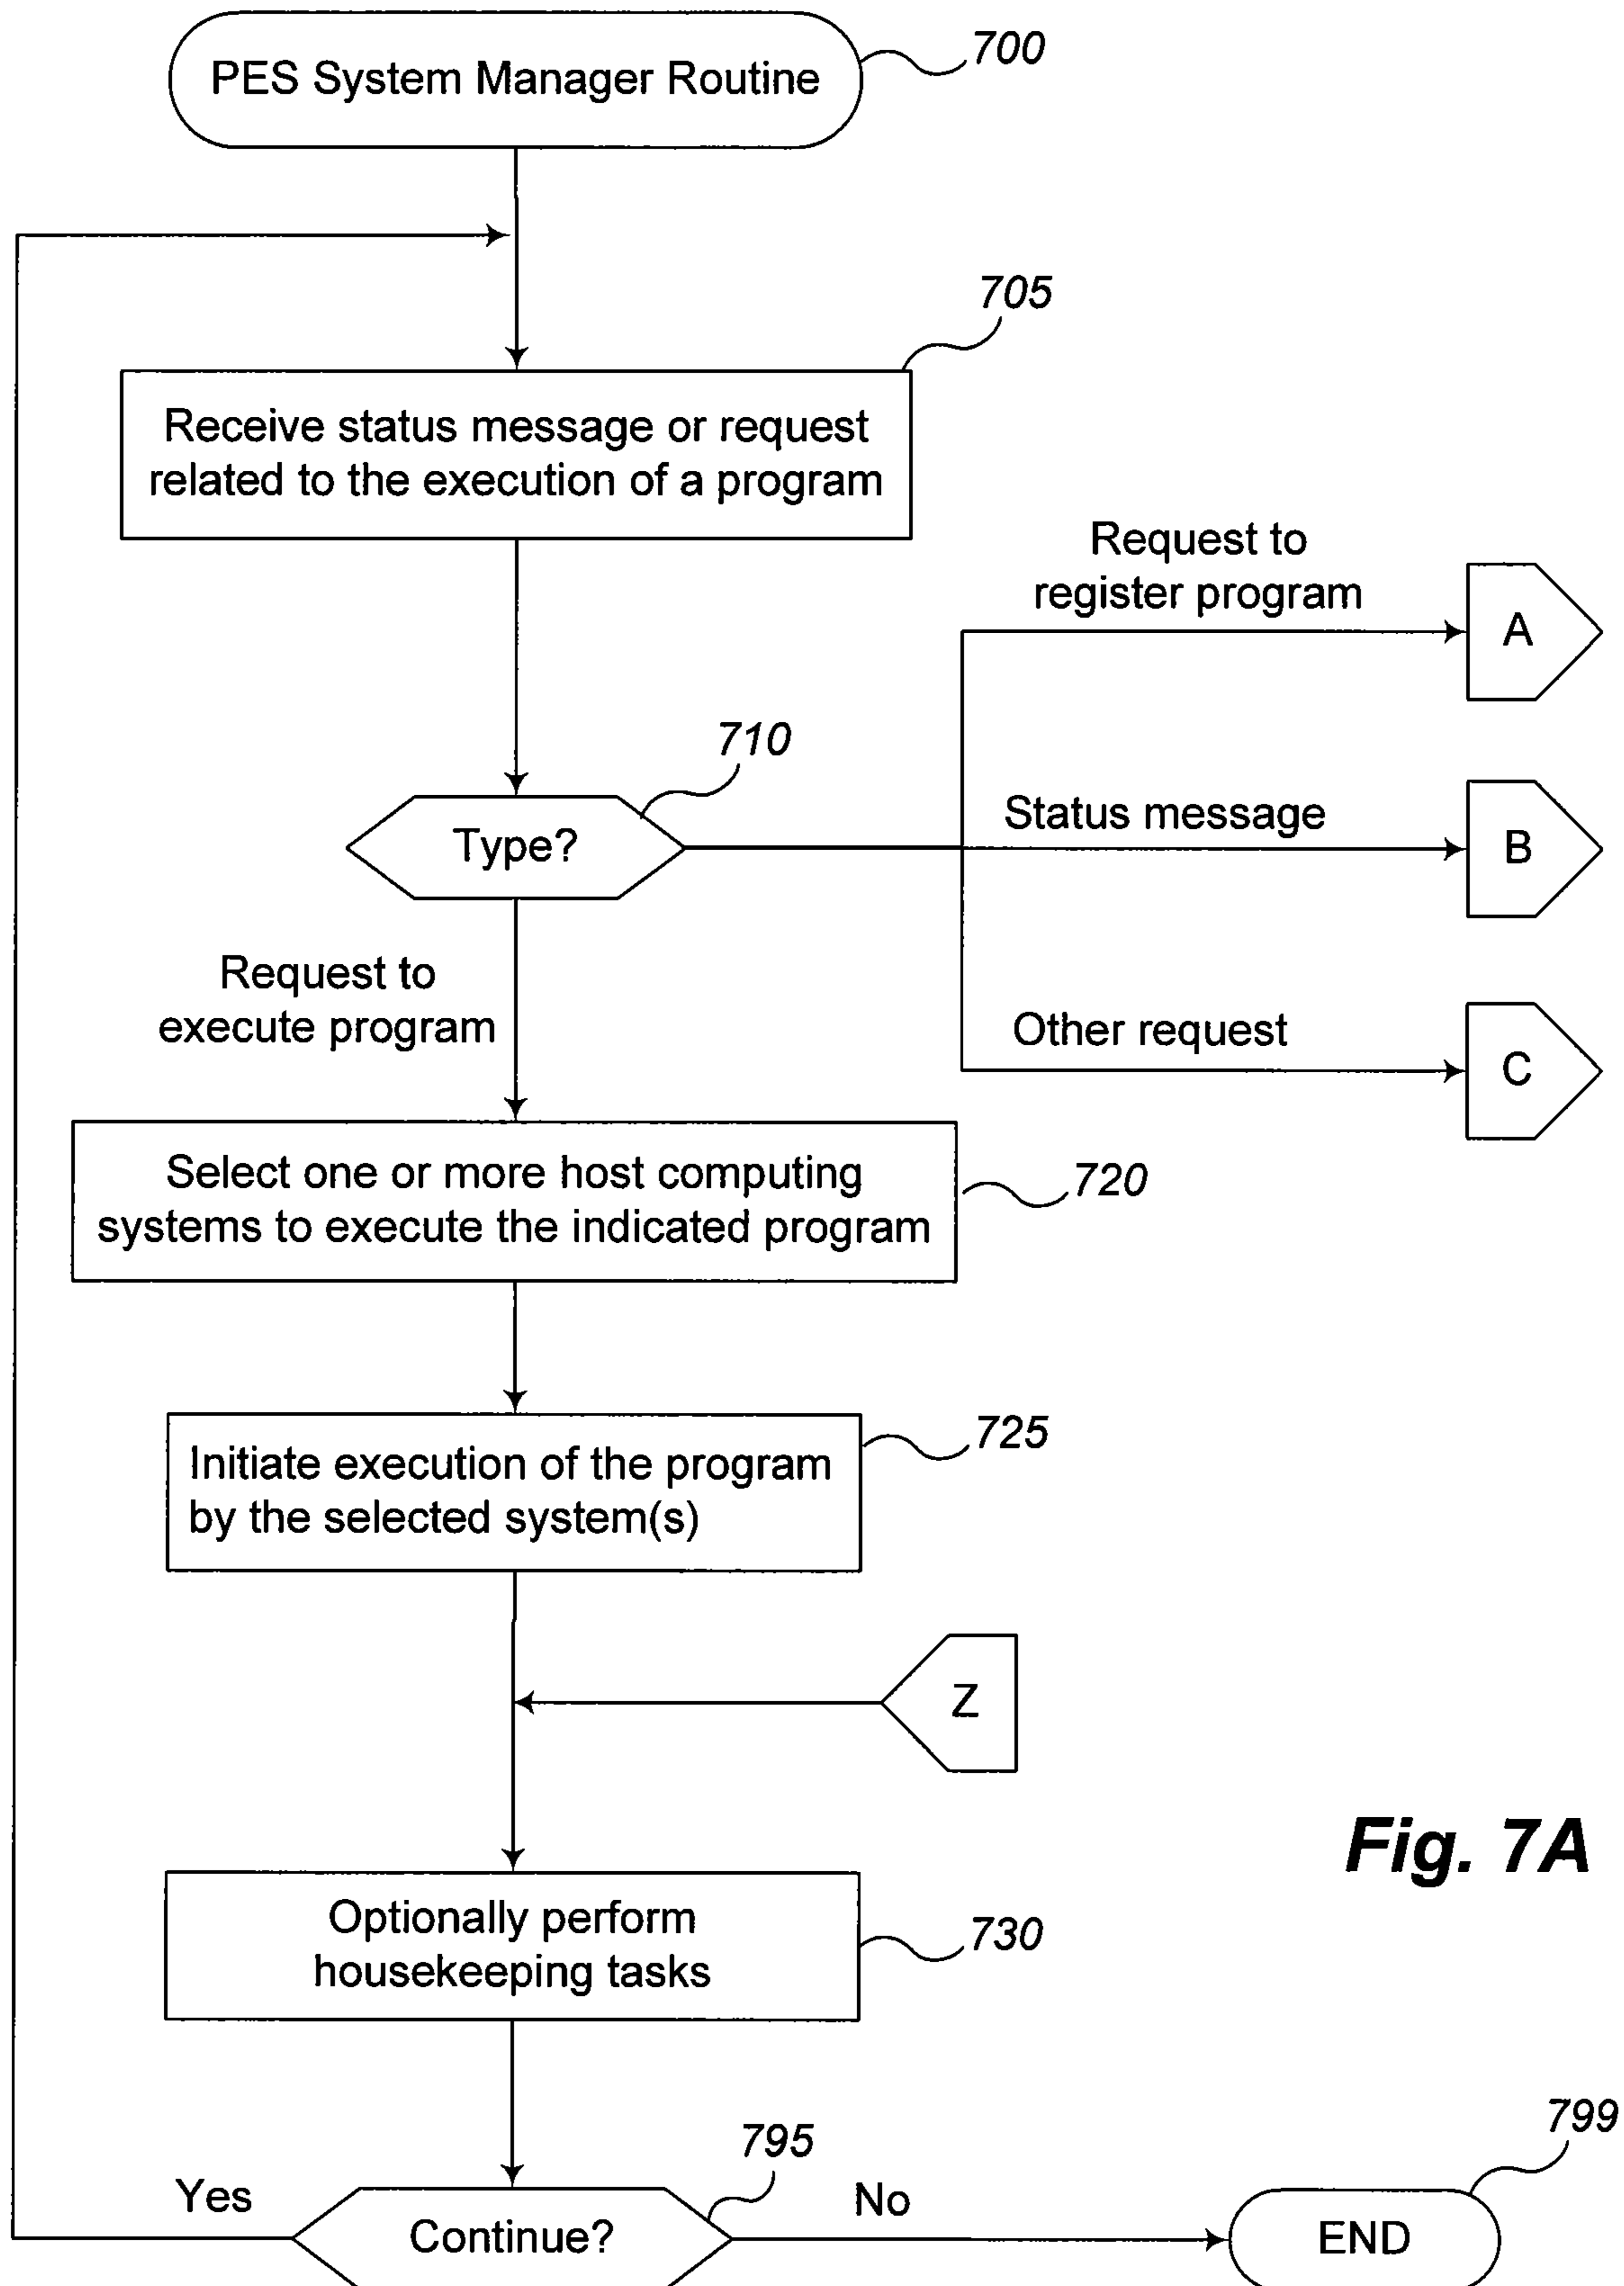 PES System Manager Routine
700
705
Receive status message or request
related to the execution of a program
Request to
register program
A
710
Type?
Status message
B
Request to
execute program
Other request
C
Select one or more host computing
systems to execute the indicated program
720
Initiate execution of the program
by the selected system(s)
725
Z
Fig. 7A
Optionally perform
housekeeping tasks
730
795
799
Yes
Continue?
No
END